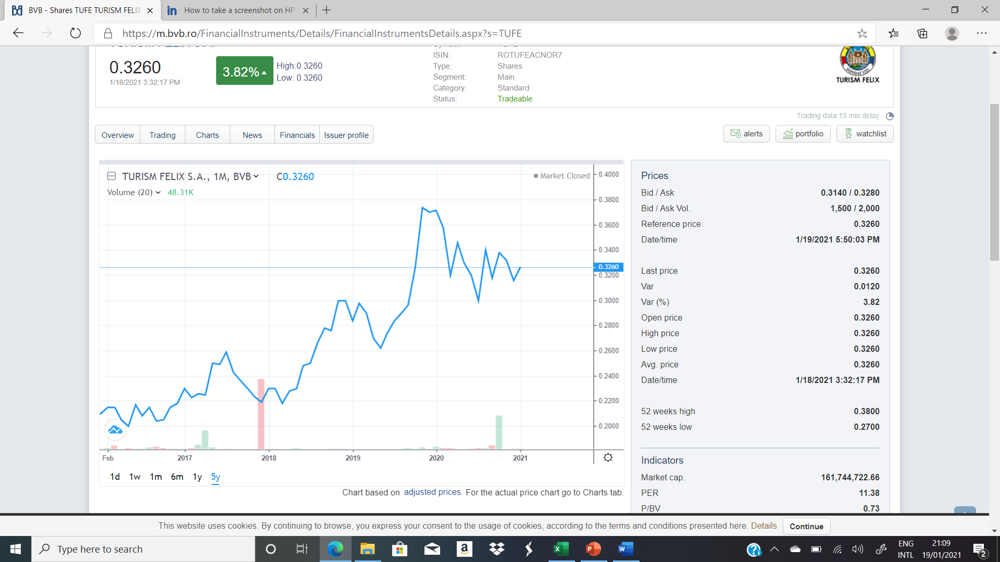 BVB - Shares TUFE TURISM FELIX
How to take a screenshot on HP
https://m.bvb.ro/FinancialInstruments/Details/FinancialInstrumentsDetails.aspx?s=TUFE
0.3260
1/18/2021 3:32:17 PM
3.82%
High:0.3260
Low: 0.3260
ISIN: ROTUFEACNOR7
Type: Shares
Segment: Main
Category: Standard
Status: Tradeable
TURISM FELIX
Trading data 15 min delay
Overview Trading Charts News Financials Issuer profile
alerts portfolio watchlist
TURISM FELIX S.A., 1M, BVB C0.3260
Market Closed
Volume (20) 48.31K
0.4000
0.3800
0.3600
0.3400
0.3260
0.3200
0.3000
0.2800
0.2600
0.2400
0.2200
0.2000
Feb 2017 2018 2019 2020 2021
1d 1w 1m 6m 1y 5y
Chart based on adjusted prices. For the actual price chart go to Charts tab.
Prices
Bid / Ask 0.3140 / 0.3280
Bid / Ask Vol. 1,500 / 2,000
Reference price 0.3260
Date/time 1/19/2021 5:50:03 PM
Last price 0.3260
Var 0.0120
Var (%) 3.82
Open price 0.3260
High price 0.3260
Low price 0.3260
Avg. price 0.3260
Date/time 1/18/2021 3:32:17 PM
52 weeks high 0.3800
52 weeks low 0.2700
Indicators
Market cap. 161,744,722.66
PER 11.38
P/BV 0.73
This website uses cookies. By continuing to browse, you express your consent to the usage of cookies, according to the terms and conditions presented here. Details
Continue
Type here to search
ENG
INTL
21:09
19/01/2021
2